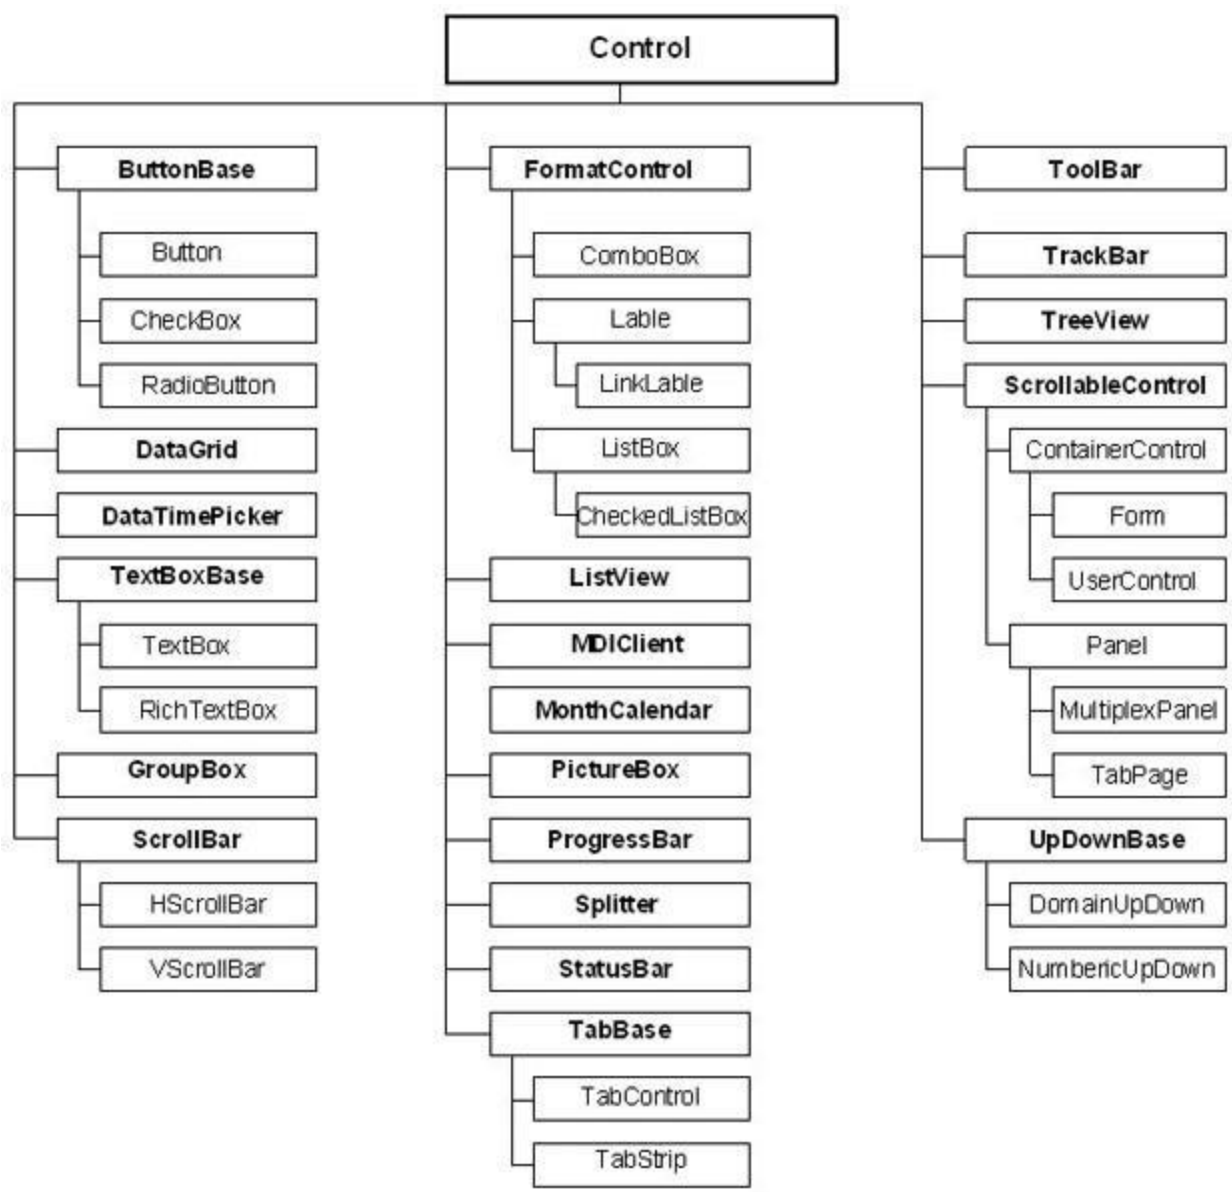 Control
ButtonBase
Button
CheckBox
RadioButton
DataGrid
DataTimePicker
TextBoxBase
TextBox
RichTextBox
GroupBox
ScrollBar
HScrollBar
VScrollBar
FormatControl
ComboBox
Lable
LinkLable
ListBox
CheckedListBox
ListView
MDIClient
MonthCalendar
PictureBox
ProgressBar
Splitter
StatusBar
TabBase
TabControl
TabStrip
ToolBar
TrackBar
TreeView
ScrollableControl
ContainerControl
Form
UserControl
Panel
MultiplexPanel
TabPage
UpDownBase
DomainUpDown
NumbericUpDown